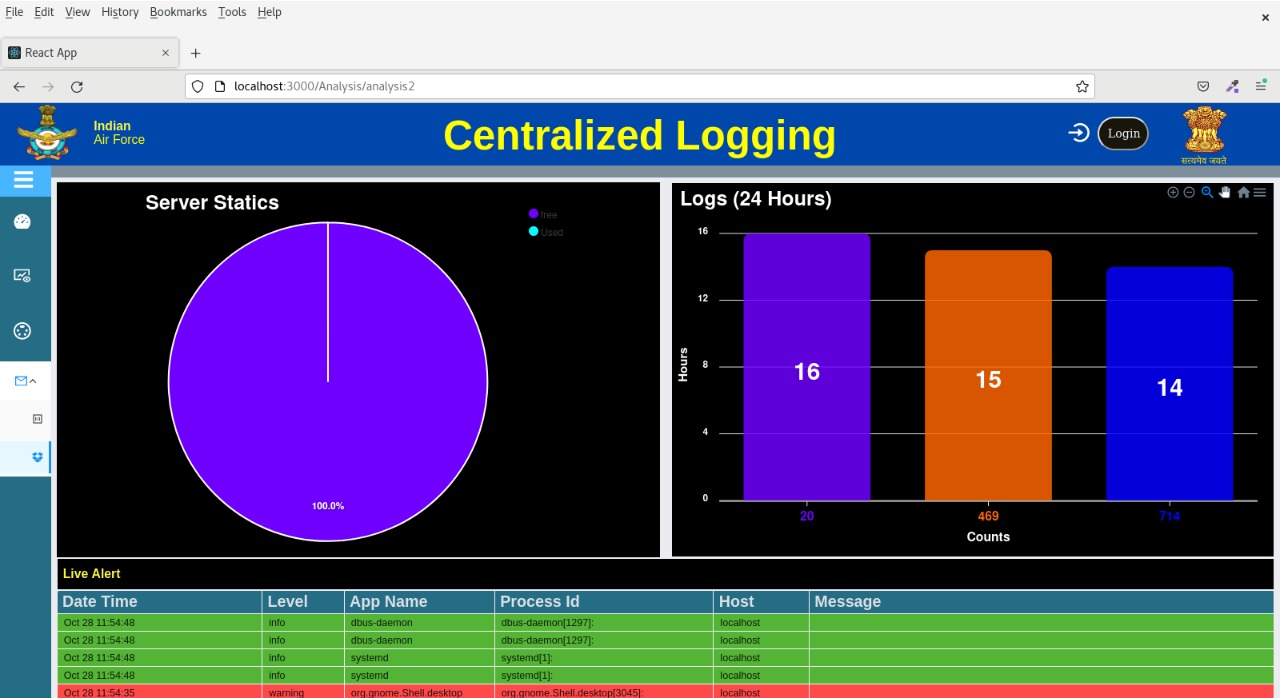 File Edit View History Bookmarks Tools Help
React App
localhost:3000/Analysis/analysis2
Indian
Air Force
Centralized Logging
Login
सत्यमेव जयते
Server Statics
free
Used
100.0%
Logs (24 Hours)
16
12
8
4
0
Hours
16
15
14
20
469
714
Counts
Live Alert
Date Time Level App Name Process Id Host Message
Oct 28 11:54:48 info dbus-daemon dbus-daemon[1297]: localhost
Oct 28 11:54:48 info dbus-daemon dbus-daemon[1297]: localhost
Oct 28 11:54:48 info systemd systemd[1]: localhost
Oct 28 11:54:48 info systemd systemd[1]: localhost
Oct 28 11:54:35 warning org.gnome.Shell.desktop org.gnome.Shell.desktop[3045]: localhost